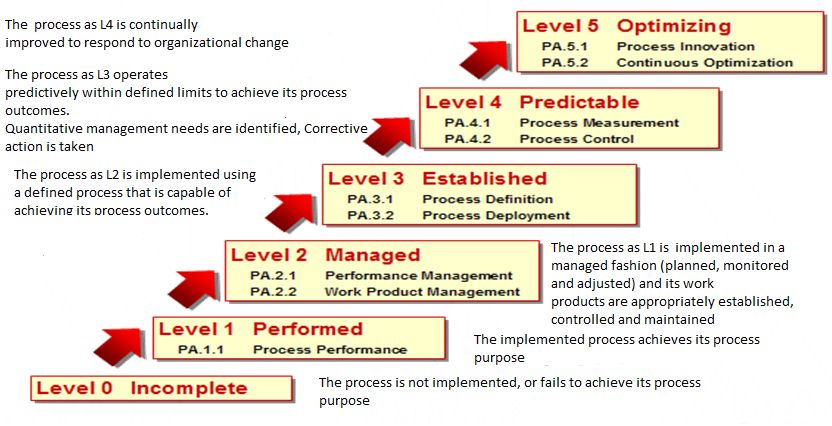 The process as L4 is continually
improved to respond to organizational change
Level 5 Optimizing
PA.5.1 Process Innovation
PA.5.2 Continuous Optimization
The process as L3 operates
predictively within defined limits to achieve its process
outcomes.
Quantitative management needs are identified, Corrective
action is taken
Level 4 Predictable
PA.4.1 Process Measurement
PA.4.2 Process Control
The process as L2 is implemented using
a defined process that is capable of
achieving its process outcomes.
Level 3 Established
PA.3.1 Process Definition
PA.3.2 Process Deployment
Level 2 Managed
PA.2.1 Performance Management
PA.2.2 Work Product Management
The process as L1 is implemented in a
managed fashion (planned, monitored
and adjusted) and its work
products are appropriately established,
controlled and maintained
Level 1 Performed
PA.1.1 Process Performance
The implemented process achieves its process
purpose
Level 0 Incomplete
The process is not implemented, or fails to achieve its process
purpose